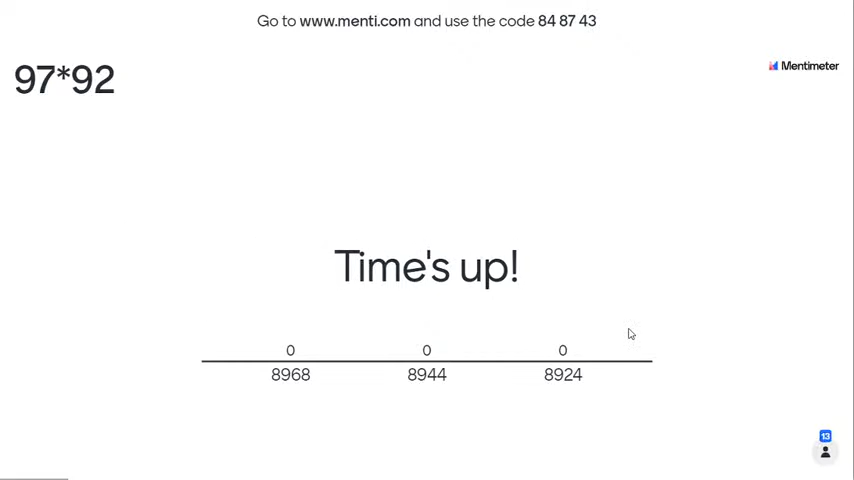 Go to www.menti.com and use the code 84 87 43
97*92
Mentimeter
Time's up!
0 0 0
8968 8944 8924
13